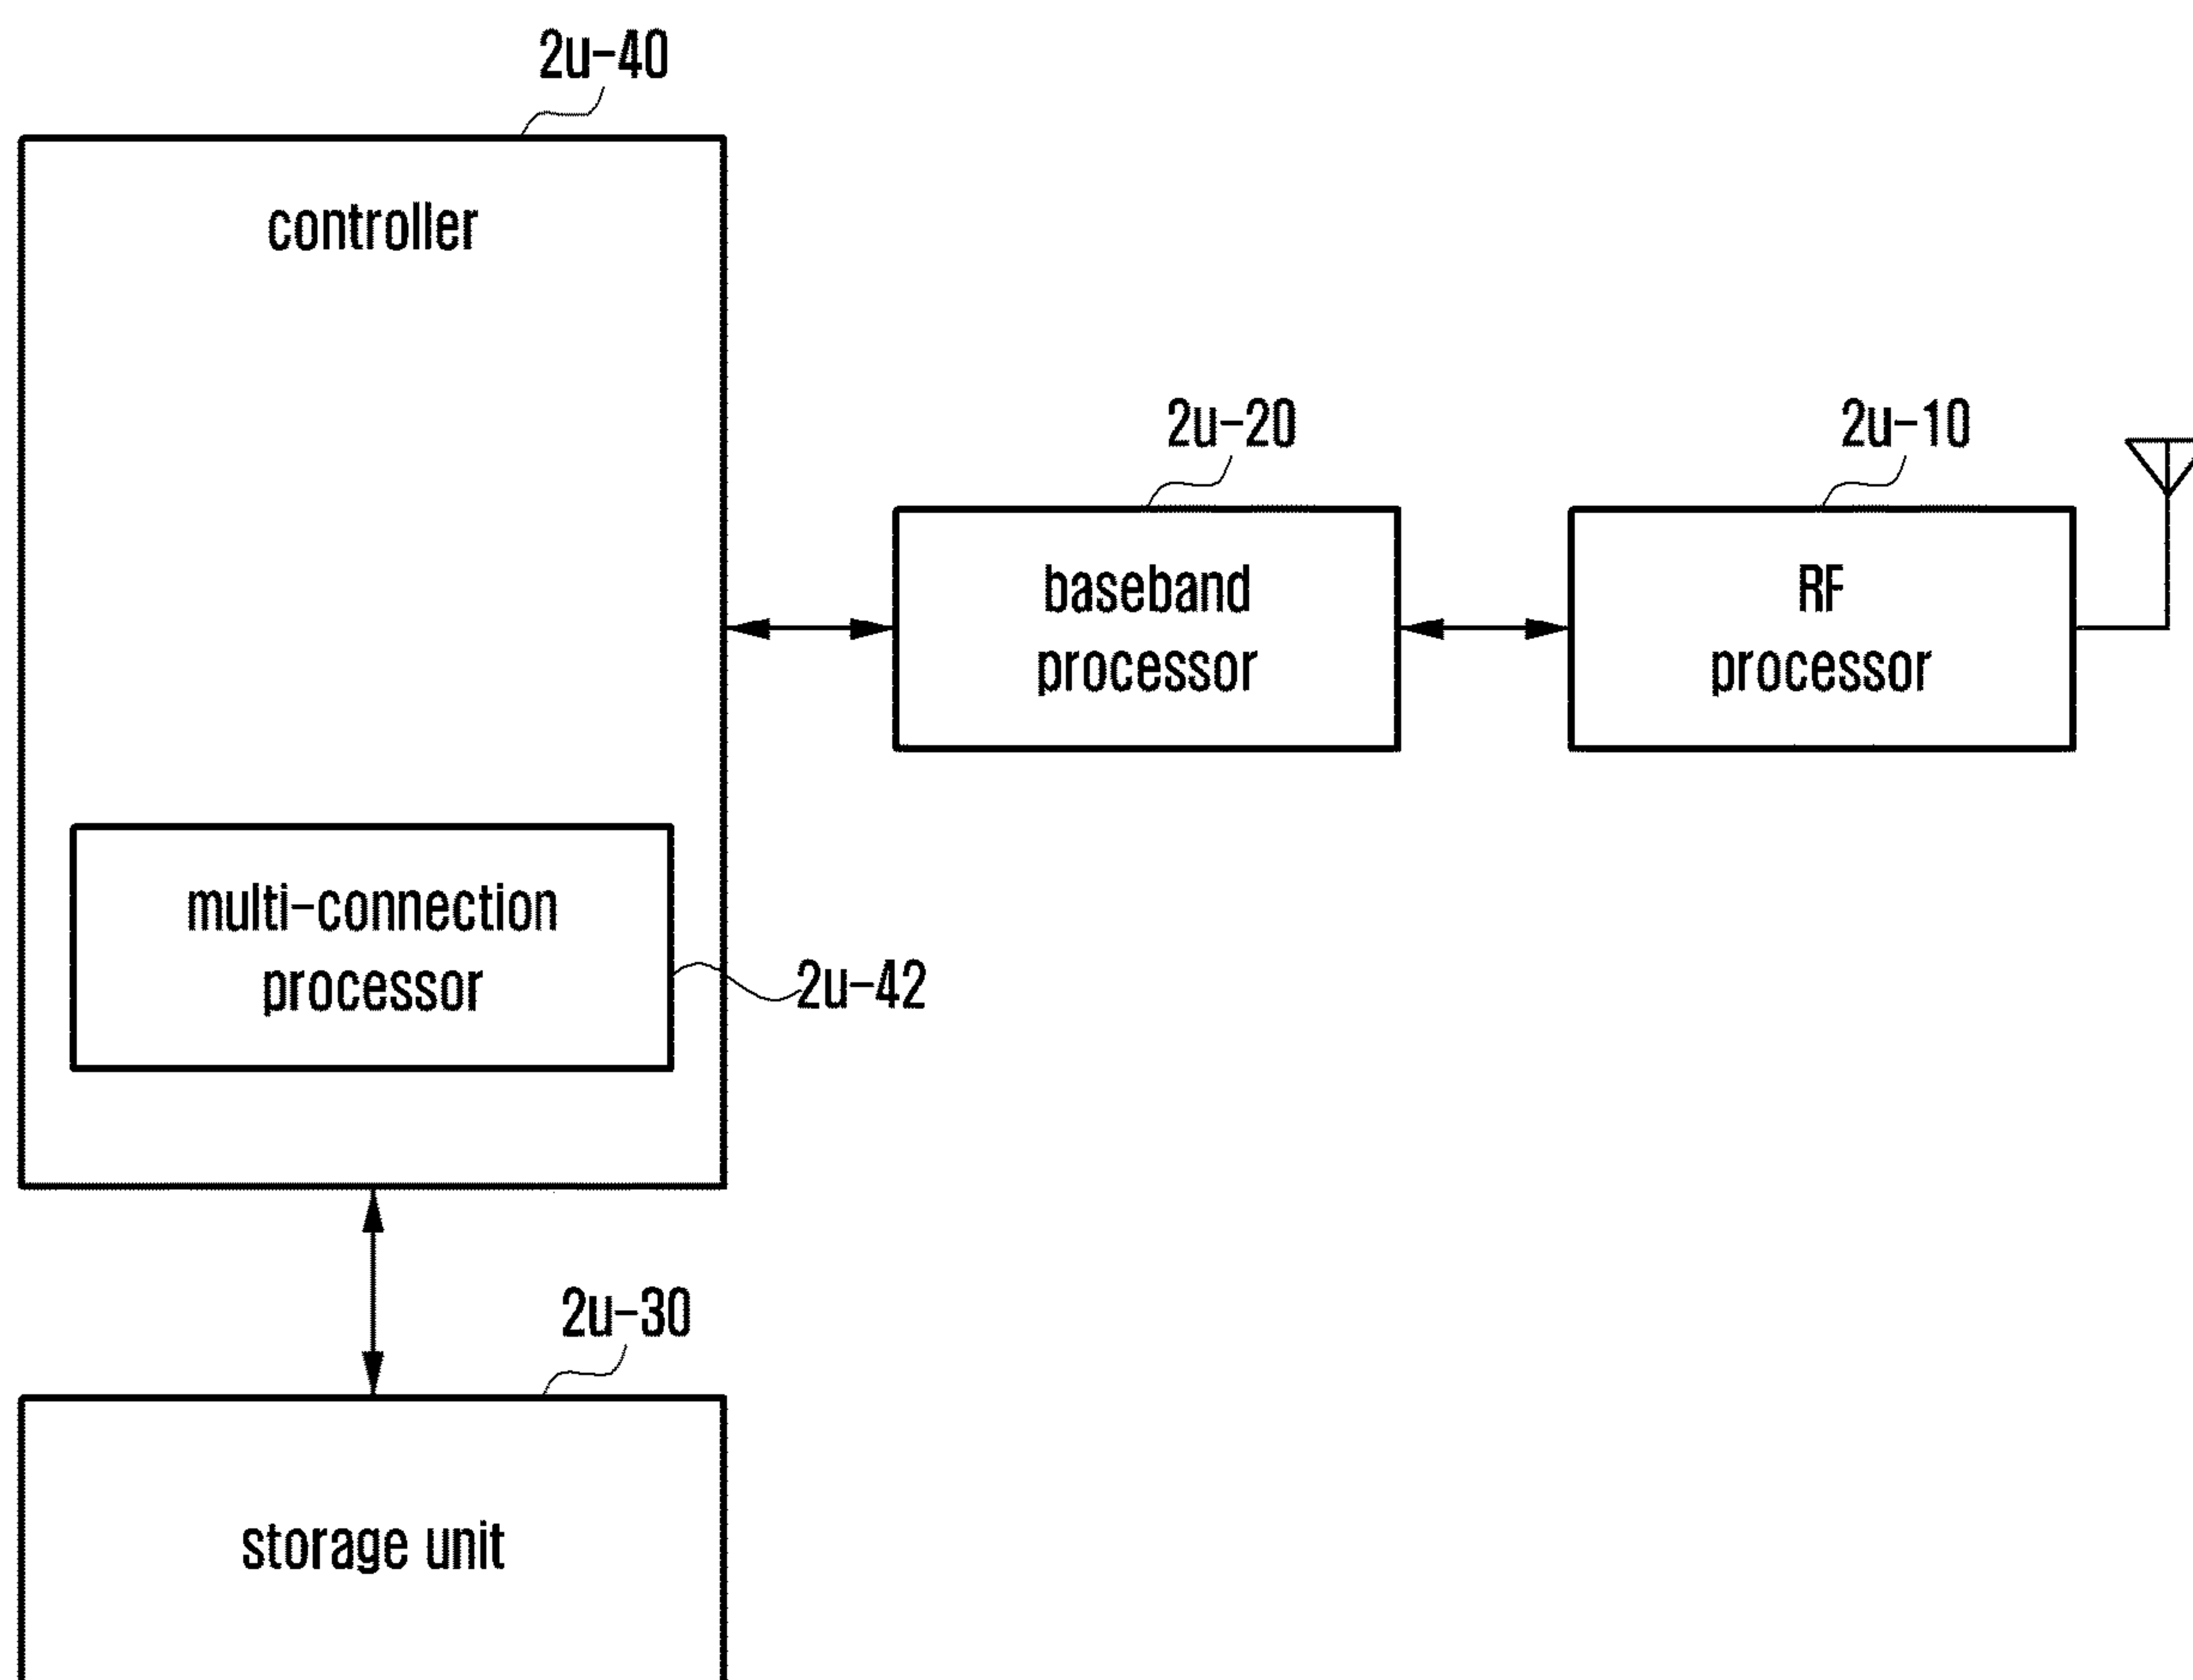 2u-40
controller
2u-20
2u-10
baseband
processor
RF
processor
multi-connection
processor
2u-42
2u-30
storage unit